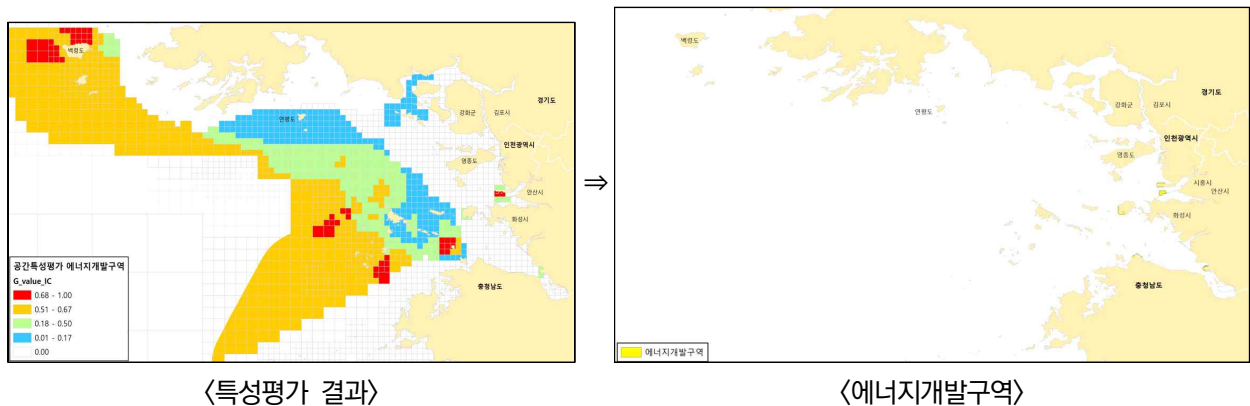 백령도
연평도
강화군
김포시
경기도
인천광역시
영종도
안산시
화성시
충청남도
공간특성평가 에너지개발구역
G_value_IC
0.68 - 1.00
0.51 - 0.67
0.18 - 0.50
0.01 - 0.17
0.00
⇒
백령도
연평도
강화군
김포시
경기도
인천광역시
영종도
시흥시
안산시
화성시
충청남도
에너지개발구역
〈특성평가 결과〉
〈에너지개발구역〉